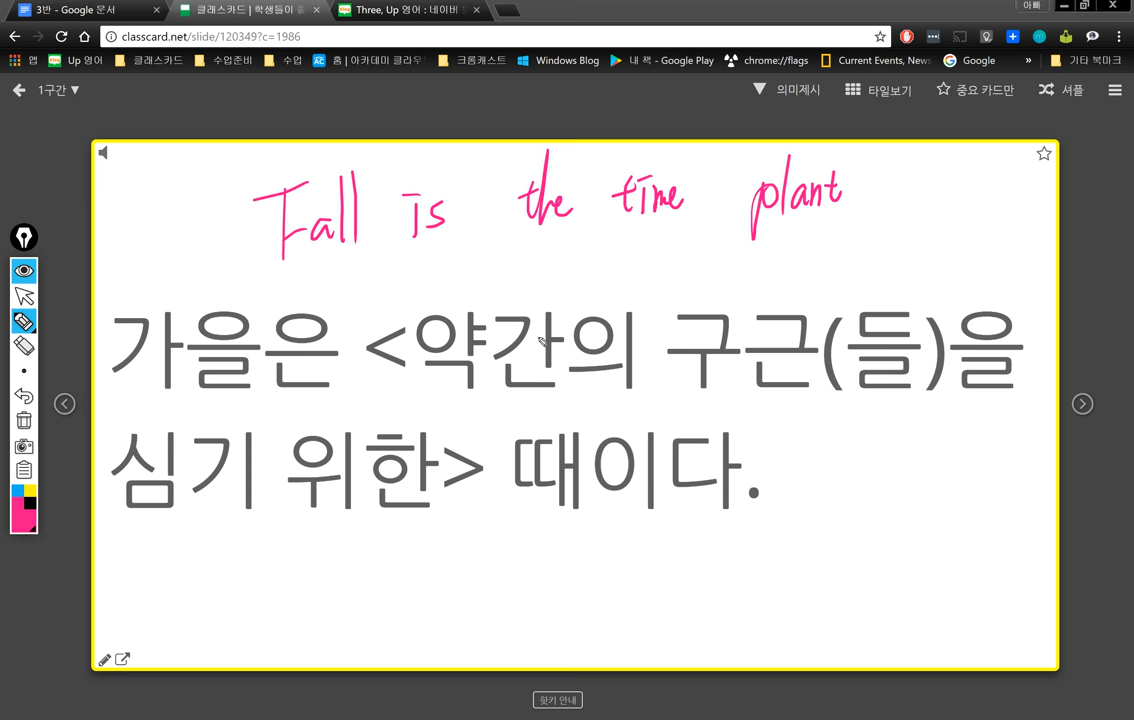 3반 - Google 문서
클래스카드 | 학생들이 좋
Three, Up 영어 : 네이버
아빠
classcard.net/slide/120349?c=1986
앱 Up 영어 클래스카드 수업준비 수업 AC 홈 | 아카데미 클라우 크롬캐스트 Windows Blog 내 책 - Google Play chrome://flags Current Events, News Google » 기타 북마크
1구간 ▼ ▼ 의미제시 타일보기 중요 카드만 셔플
Fall is the time plant
가을은 <약간의 구근(들)을
심기 위한> 때이다.
핫키 안내